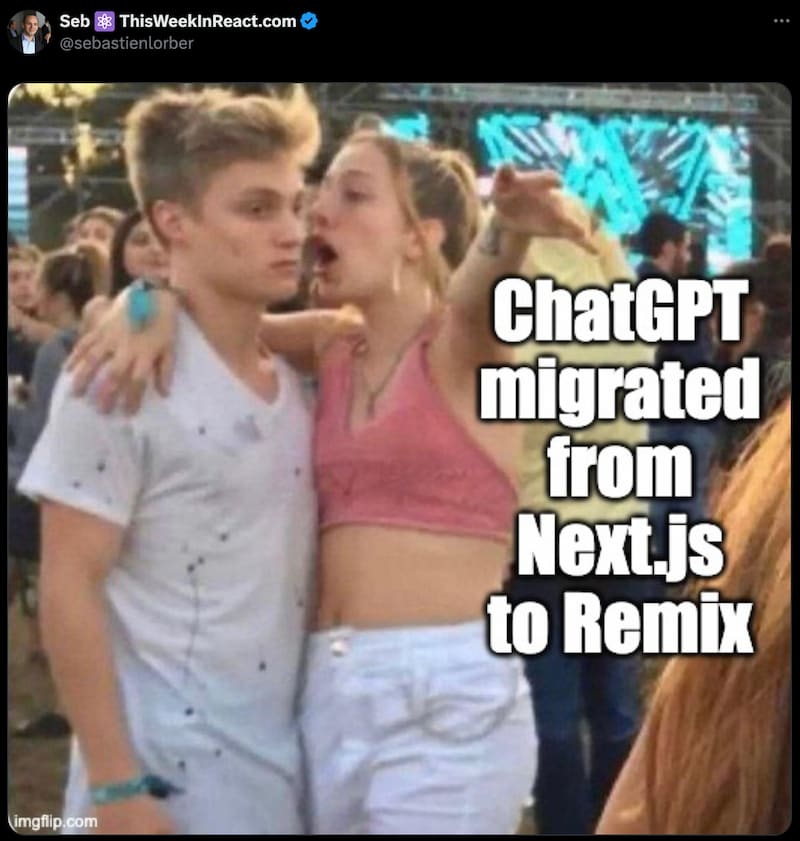 Seb ⚛️ ThisWeekInReact.com
@sebastienlorber
ChatGPT
migrated
from
Next.js
to Remix
imgflip.com